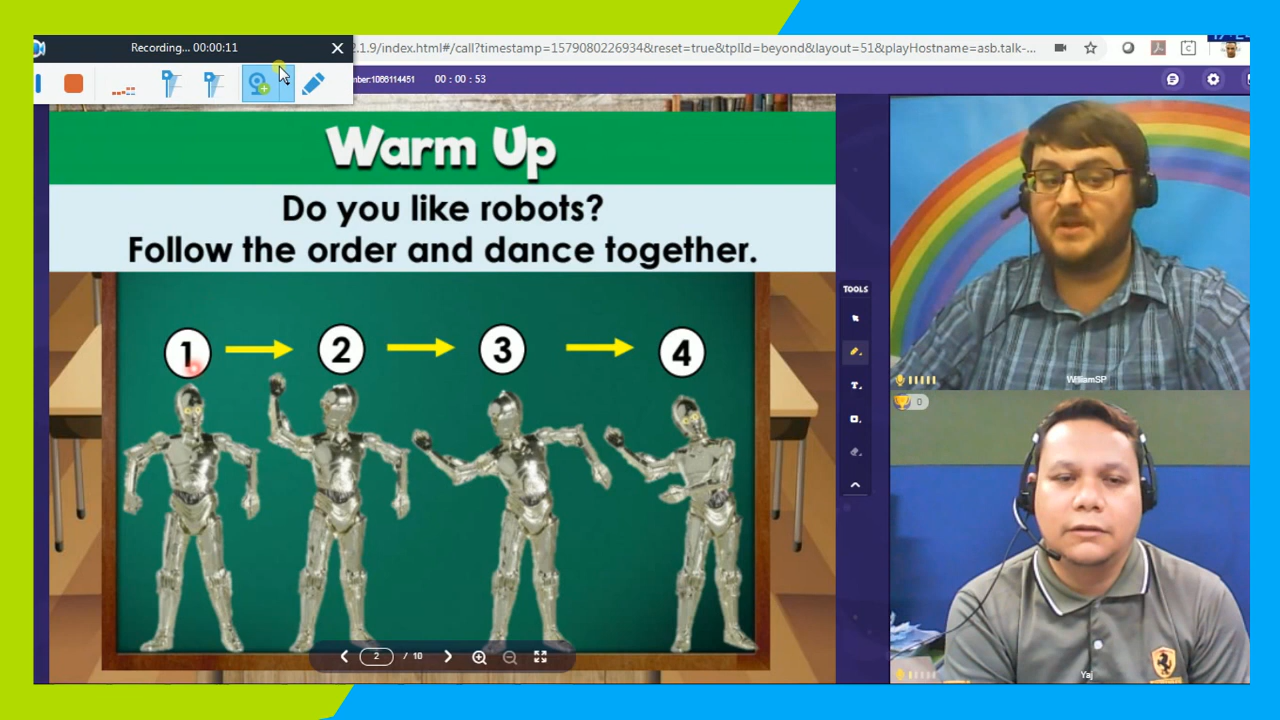 Recording... 00:00:11
2.1.9/index.html#/call?timestamp=1579080226934&reset=true&tplId=beyond&layout=51&playHostname=asb.talk-...
mber:1066114451 00 : 00 : 53
Warm Up
Do you like robots?
Follow the order and dance together.
1 2 3 4
TOOLS
T
WilliamSP
0
2 / 10
Yaj